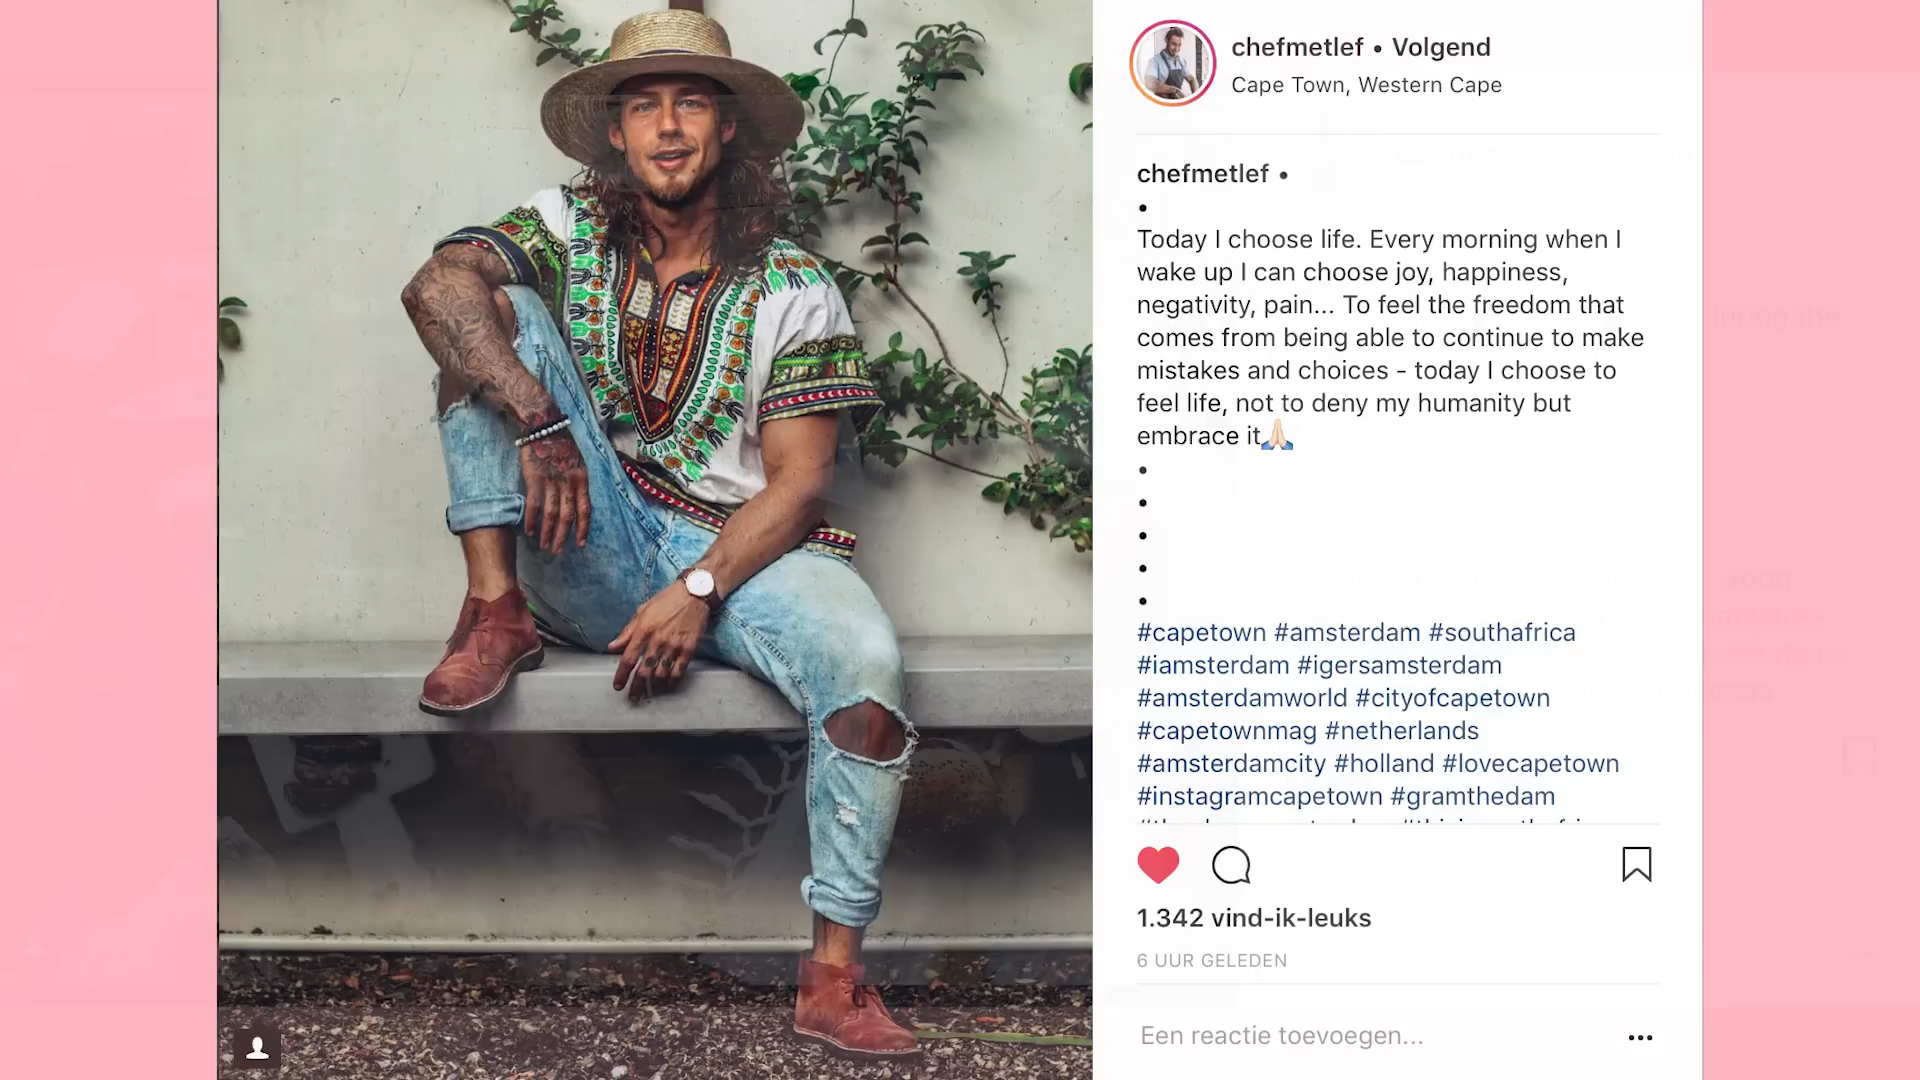 chefmetlef • Volgend
Cape Town, Western Cape
chefmetlef •
•
Today I choose life. Every morning when I
wake up I can choose joy, happiness,
negativity, pain... To feel the freedom that
comes from being able to continue to make
mistakes and choices - today I choose to
feel life, not to deny my humanity but
embrace it🙏🏻
•
•
•
•
•
#capetown #amsterdam #southafrica
#iamsterdam #igersamsterdam
#amsterdamworld #cityofcapetown
#capetownmag #netherlands
#amsterdamcity #holland #lovecapetown
#instagramcapetown #gramthedam
1.342 vind-ik-leuks
6 UUR GELEDEN
Een reactie toevoegen...